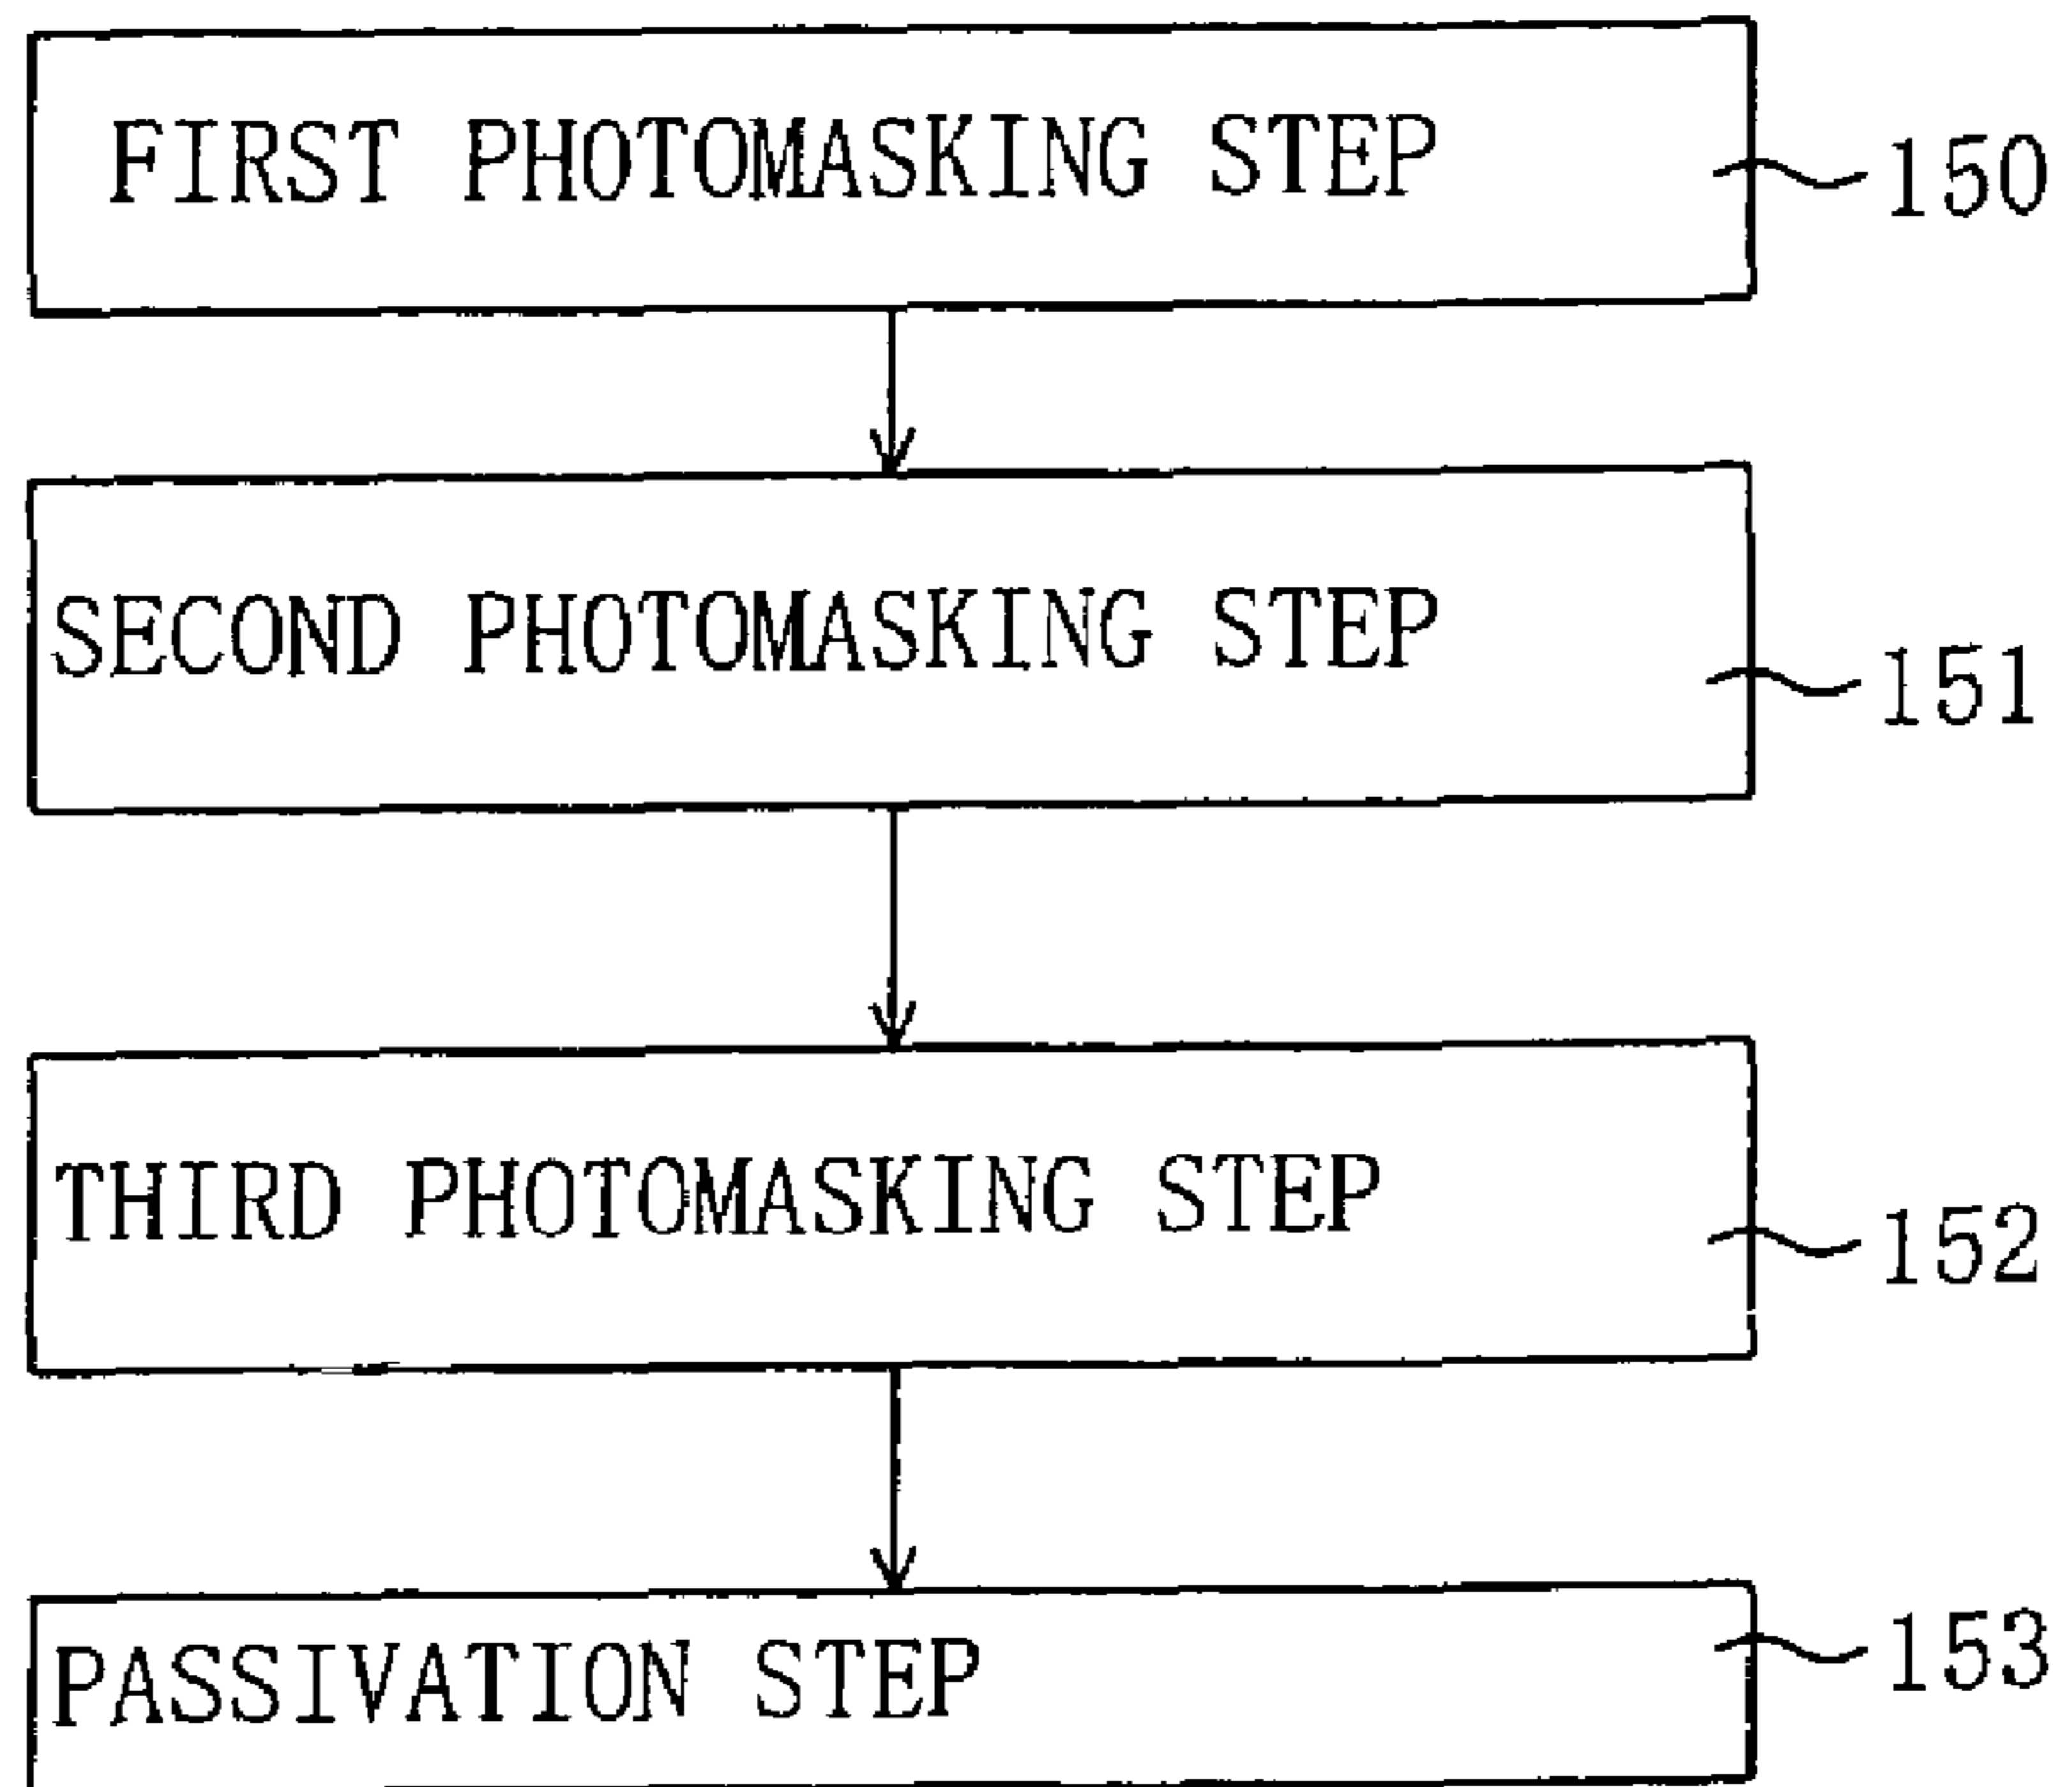 FIRST PHOTOMASKING STEP
150
SECOND PHOTOMASKING STEP
151
THIRD PHOTOMASKING STEP
152
PASSIVATION STEP
153